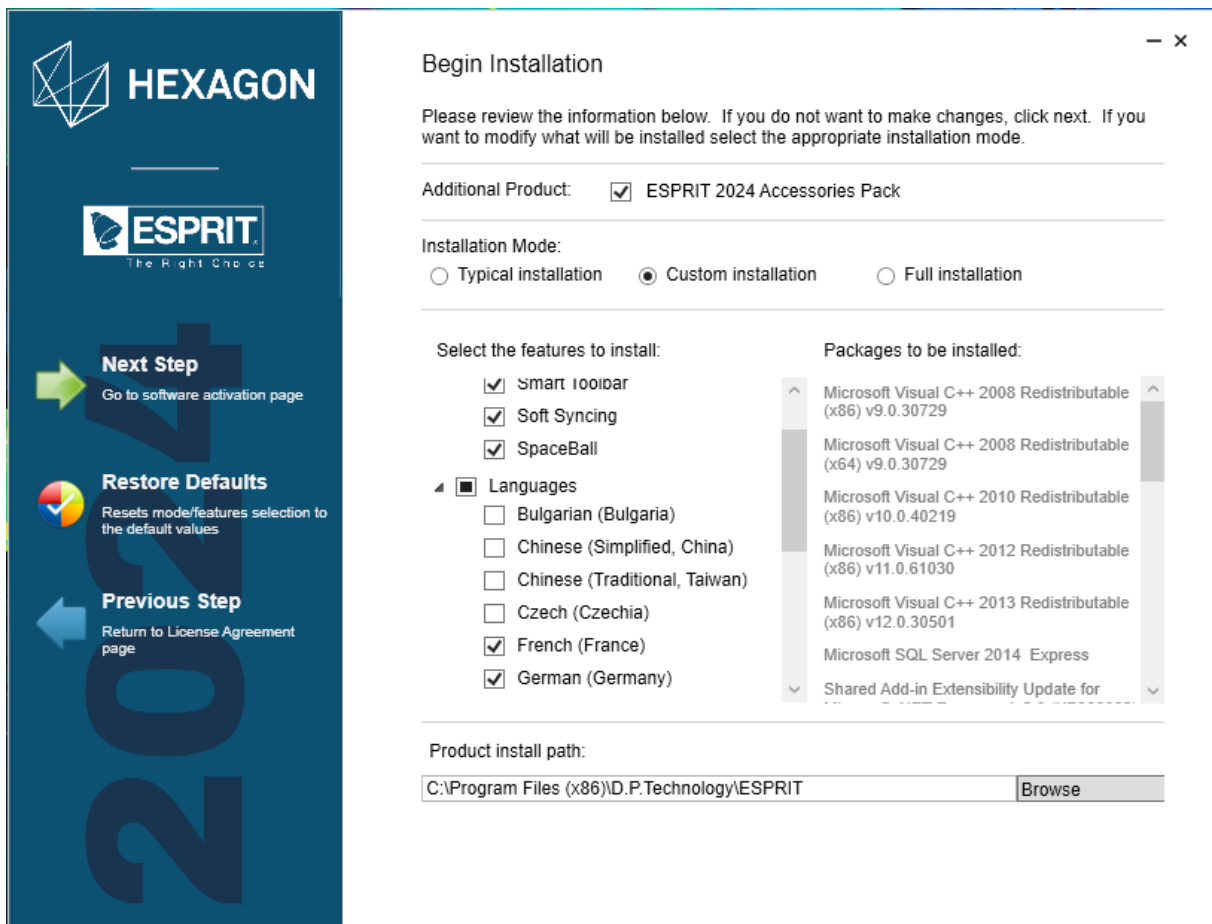 HEXAGON
ESPRIT
The Right Choice
2024
Next Step
Go to software activation page
Restore Defaults
Resets mode/features selection to
the default values
Previous Step
Return to License Agreement
page
Begin Installation
Please review the information below. If you do not want to make changes, click next. If you
want to modify what will be installed select the appropriate installation mode.
Additional Product: ESPRIT 2024 Accessories Pack
Installation Mode:
Typical installation Custom installation Full installation
Select the features to install:
Smart Toolbar
Soft Syncing
SpaceBall
Languages
Bulgarian (Bulgaria)
Chinese (Simplified, China)
Chinese (Traditional, Taiwan)
Czech (Czechia)
French (France)
German (Germany)
Packages to be installed:
Microsoft Visual C++ 2008 Redistributable
(x86) v9.0.30729
Microsoft Visual C++ 2008 Redistributable
(x64) v9.0.30729
Microsoft Visual C++ 2010 Redistributable
(x86) v10.0.40219
Microsoft Visual C++ 2012 Redistributable
(x86) v11.0.61030
Microsoft Visual C++ 2013 Redistributable
(x86) v12.0.30501
Microsoft SQL Server 2014 Express
Shared Add-in Extensibility Update for
Product install path:
C:\Program Files (x86)\D.P.Technology\ESPRIT
Browse